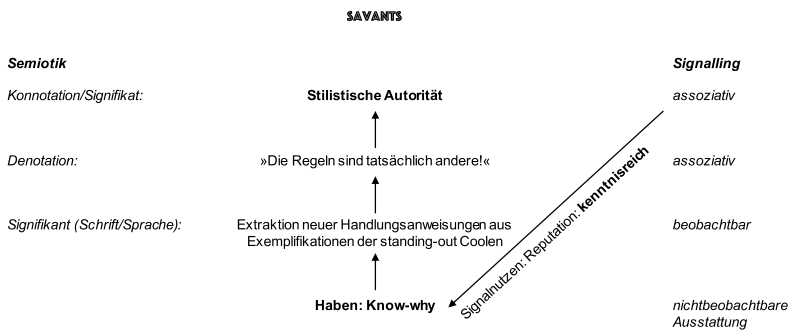 SAVANTS
Semiotik
Signalling
Konnotation/Signifikat:
Stilistische Autorität
assoziativ
Denotation:
»Die Regeln sind tatsächlich andere!«
assoziativ
Signifikant (Schrift/Sprache):
Extraktion neuer Handlungsanweisungen aus
Exemplifikationen der standing-out Coolen
beobachtbar
Signalnutzen: Reputation: kenntnisreich
Haben: Know-why
nichtbeobachtbare
Ausstattung